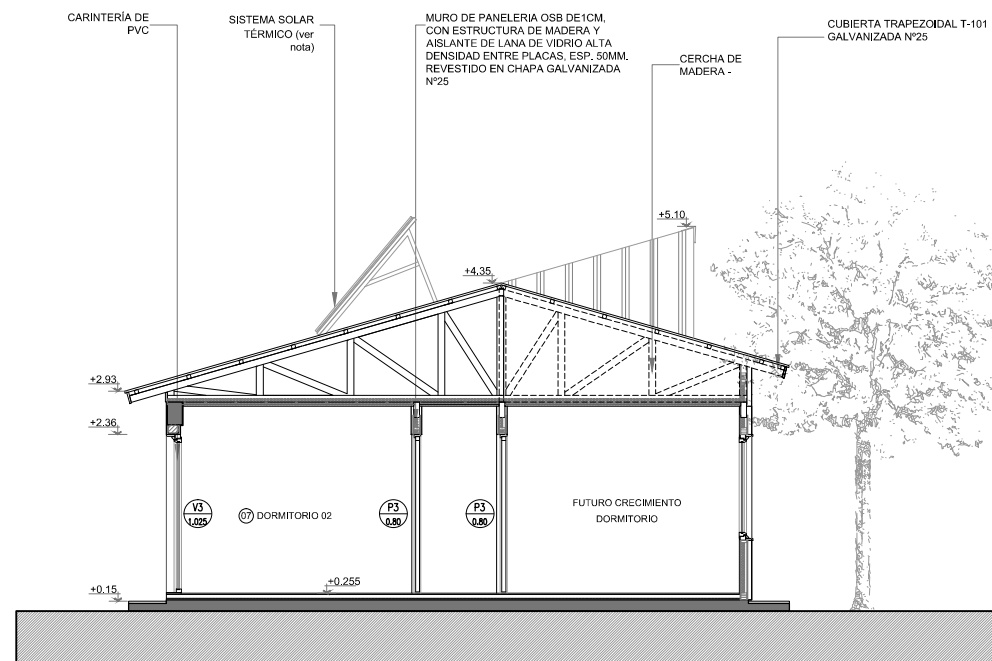 CARINTERÍA DE
PVC
SISTEMA SOLAR
TÉRMICO (ver
nota)
MURO DE PANELERIA OSB DE1CM,
CON ESTRUCTURA DE MADERA Y
AISLANTE DE LANA DE VIDRIO ALTA
DENSIDAD ENTRE PLACAS, ESP. 50MM.
REVESTIDO EN CHAPA GALVANIZADA
Nº25
CERCHA DE
MADERA -
CUBIERTA TRAPEZOIDAL T-101
GALVANIZADA Nº25
+5.10
+4.35
+2.93
+2.36
V3
1.025
07 DORMITORIO 02
P3
0.80
P3
0.80
FUTURO CRECIMIENTO
DORMITORIO
+0.255
+0.15